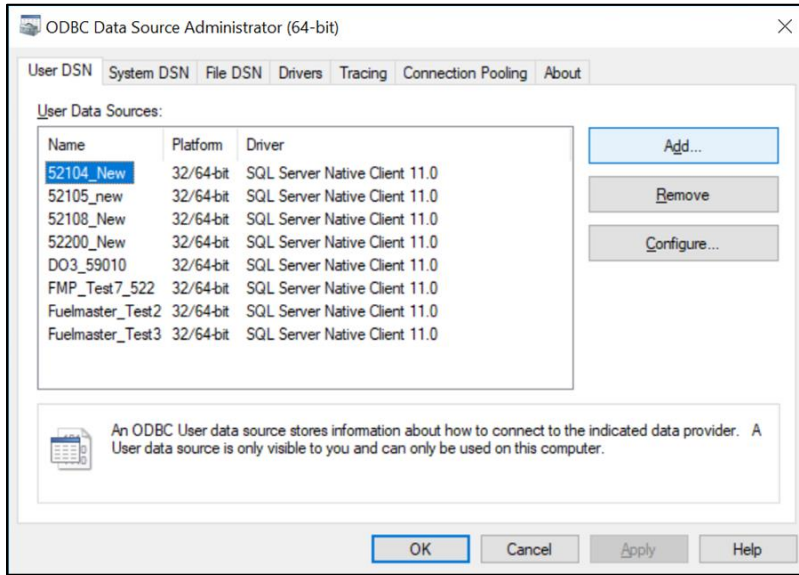 ODBC Data Source Administrator (64-bit)
User DSN System DSN File DSN Drivers Tracing Connection Pooling About
User Data Sources:
Name Platform Driver
52104_New 32/64-bit SQL Server Native Client 11.0
52105_new 32/64-bit SQL Server Native Client 11.0
52108_New 32/64-bit SQL Server Native Client 11.0
52200_New 32/64-bit SQL Server Native Client 11.0
DO3_59010 32/64-bit SQL Server Native Client 11.0
FMP_Test7_522 32/64-bit SQL Server Native Client 11.0
Fuelmaster_Test2 32/64-bit SQL Server Native Client 11.0
Fuelmaster_Test3 32/64-bit SQL Server Native Client 11.0
Add...
Remove
Configure...
An ODBC User data source stores information about how to connect to the indicated data provider. A
User data source is only visible to you and can only be used on this computer.
OK Cancel Apply Help